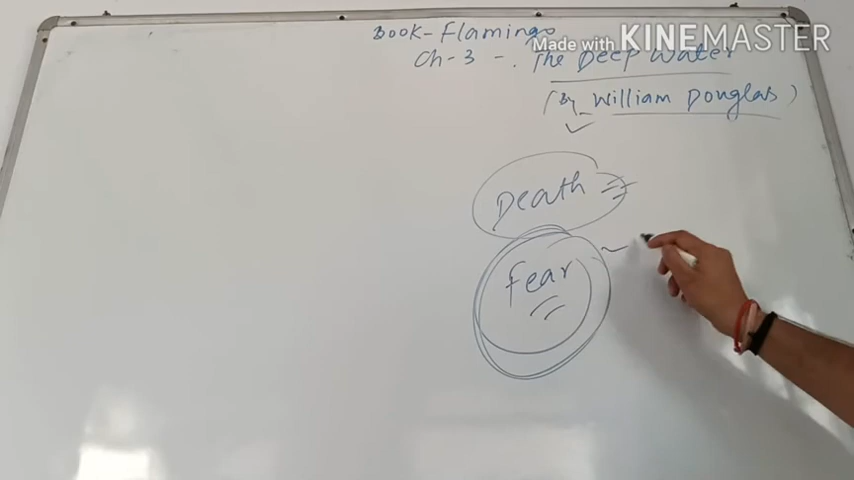 Book- Flamingo
Made with KINEMASTER
Ch-3 - . The Deep Water
(By William Douglas)
Death
Fear